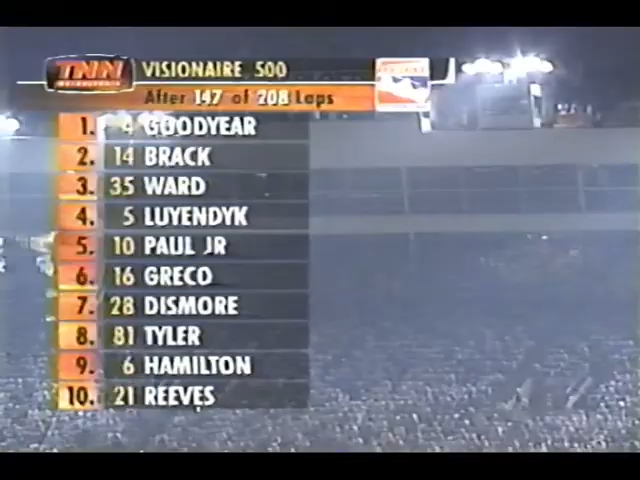 TNN
VISIONAIRE 500
After 147 of 208 Laps
1. 4 GOODYEAR
2. 14 BRACK
3. 35 WARD
4. 5 LUYENDYK
5. 10 PAUL JR
6. 16 GRECO
7. 28 DISMORE
8. 81 TYLER
9. 6 HAMILTON
10. 21 REEVES